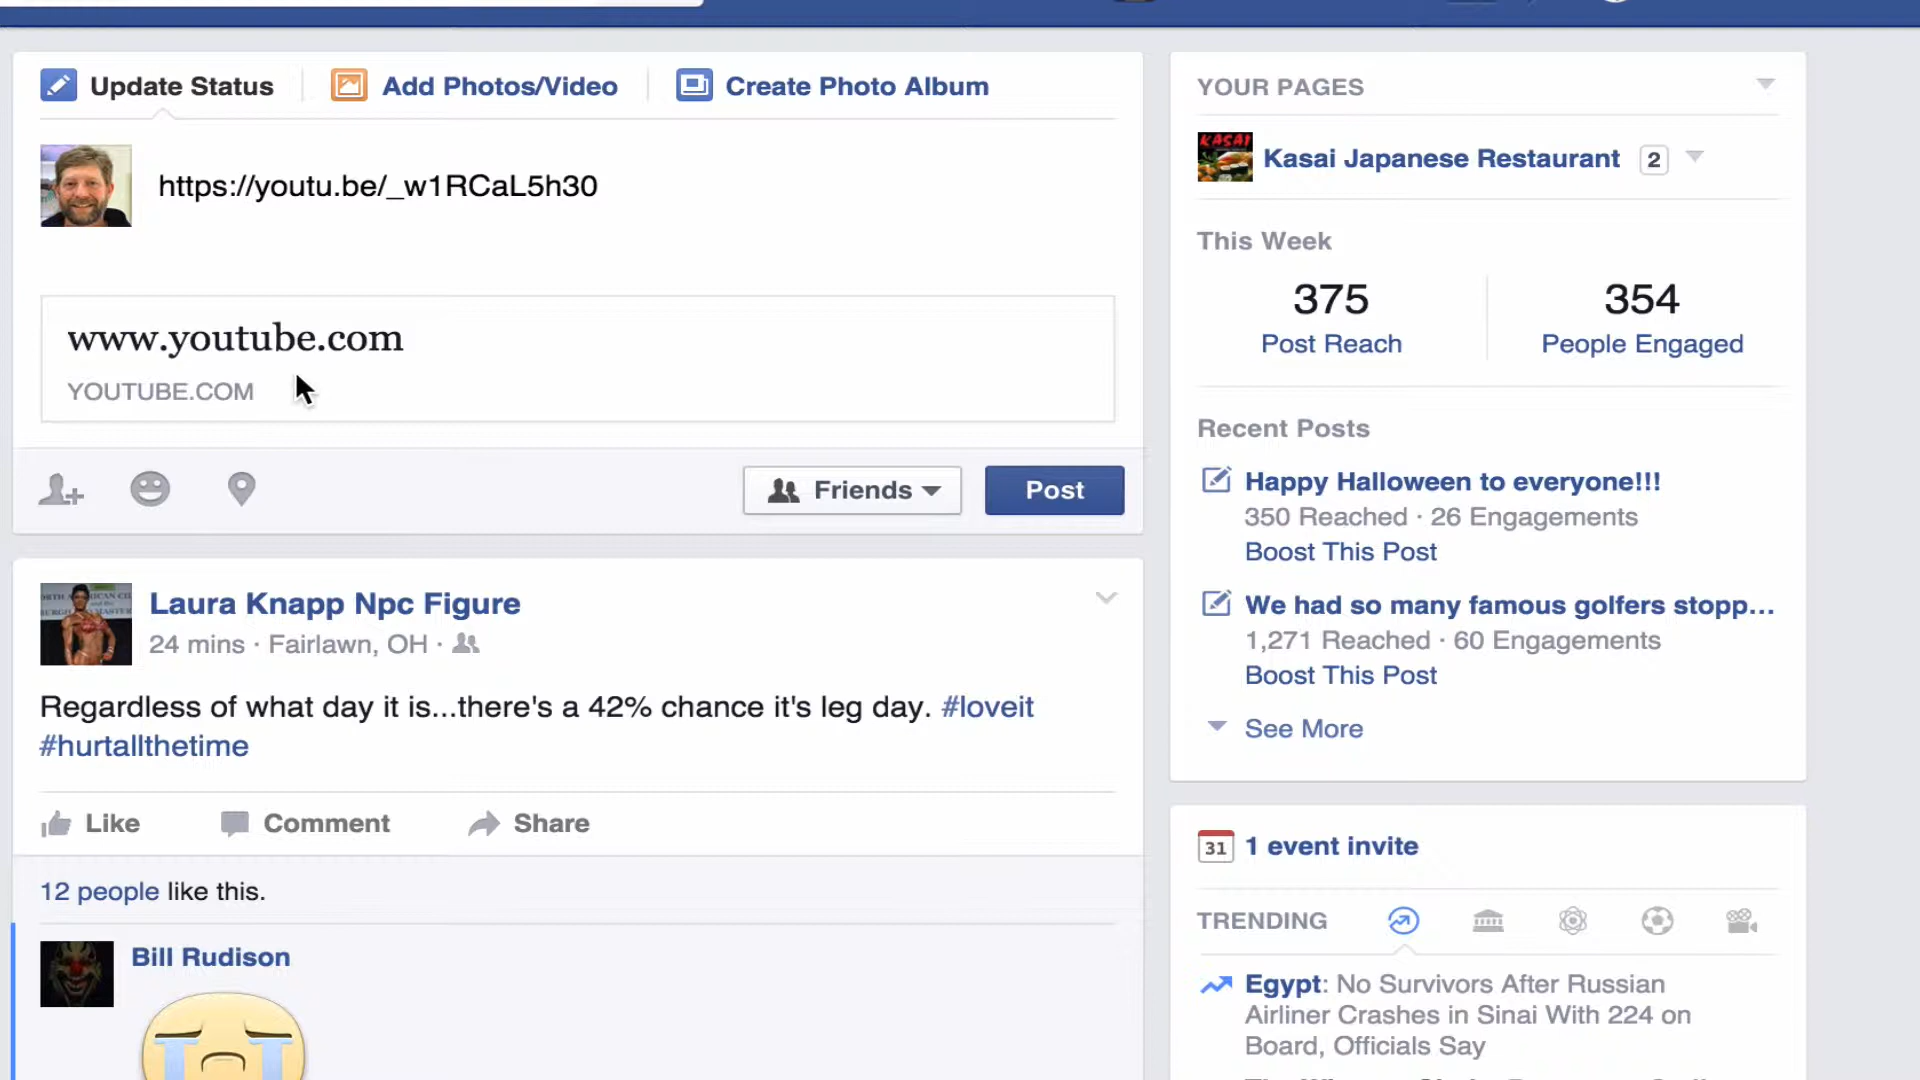 Update Status
Add Photos/Video
Create Photo Album
https://youtu.be/_w1RCaL5h30
www.youtube.com
YOUTUBE.COM
Friends
Post
Laura Knapp Npc Figure
24 mins · Fairlawn, OH ·
Regardless of what day it is...there's a 42% chance it's leg day. #loveit
#hurtallthetime
Like
Comment
Share
12 people like this.
Bill Rudison
YOUR PAGES
KASAI
Kasai Japanese Restaurant
2
This Week
375
354
Post Reach
People Engaged
Recent Posts
Happy Halloween to everyone!!!
350 Reached · 26 Engagements
Boost This Post
We had so many famous golfers stopp...
1,271 Reached · 60 Engagements
Boost This Post
See More
31
1 event invite
TRENDING
Egypt: No Survivors After Russian
Airliner Crashes in Sinai With 224 on
Board, Officials Say